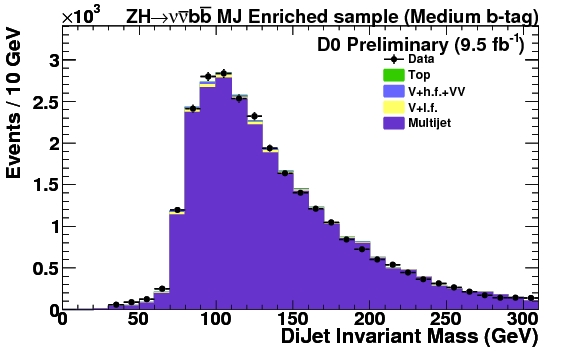 ×10³
ZH→νν̅bb̅ MJ Enriched sample (Medium b-tag)
D0 Preliminary (9.5 fb⁻¹)
Data
Top
V+h.f.+VV
V+l.f.
Multijet
Events / 10 GeV
3
2.5
2
1.5
1
0.5
0
0 50 100 150 200 250 300
DiJet Invariant Mass (GeV)